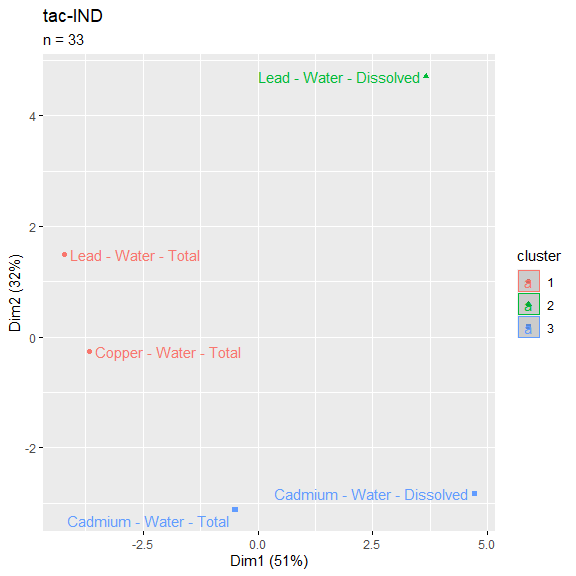 tac-IND
n = 33
Lead - Water - Dissolved
4
2
Lead - Water - Total
cluster
1
2
3
Dim2 (32%)
0
Copper - Water - Total
-2
Cadmium - Water - Dissolved
Cadmium - Water - Total
-2.5
0.0
2.5
5.0
Dim1 (51%)